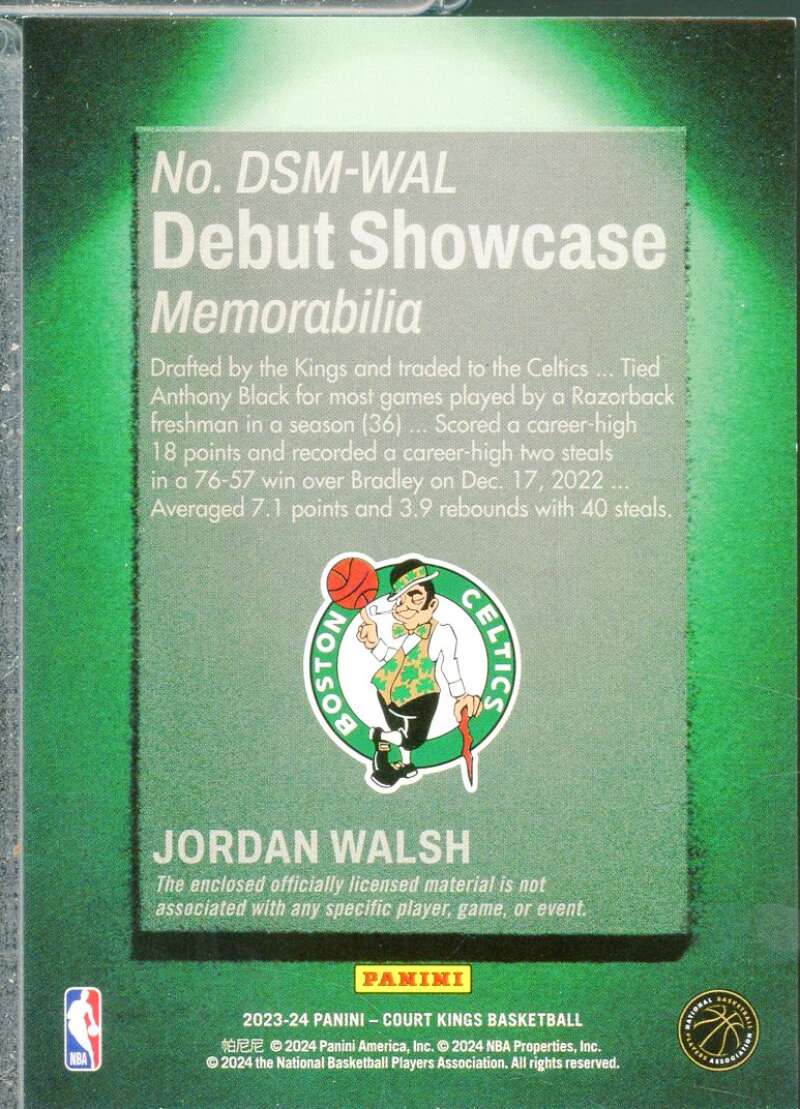 No. DSM-WAL
Debut Showcase
Memorabilia
Drafted by the Kings and traded to the Celtics ... Tied
Anthony Black for most games played by a Razorback
freshman in a season (36) ... Scored a career-high
18 points and recorded a career-high two steals
in a 76-57 win over Bradley on Dec. 17, 2022 ...
Averaged 7.1 points and 3.9 rebounds with 40 steals.
BOSTON CELTICS
JORDAN WALSH
The enclosed officially licensed material is not
associated with any specific player, game, or event.
PANINI
2023-24 PANINI – COURT KINGS BASKETBALL
帕尼尼 © 2024 Panini America, Inc. © 2024 NBA Properties, Inc.
© 2024 the National Basketball Players Association. All rights reserved.
NBA
NATIONAL BASKETBALL PLAYERS ASSOCIATION